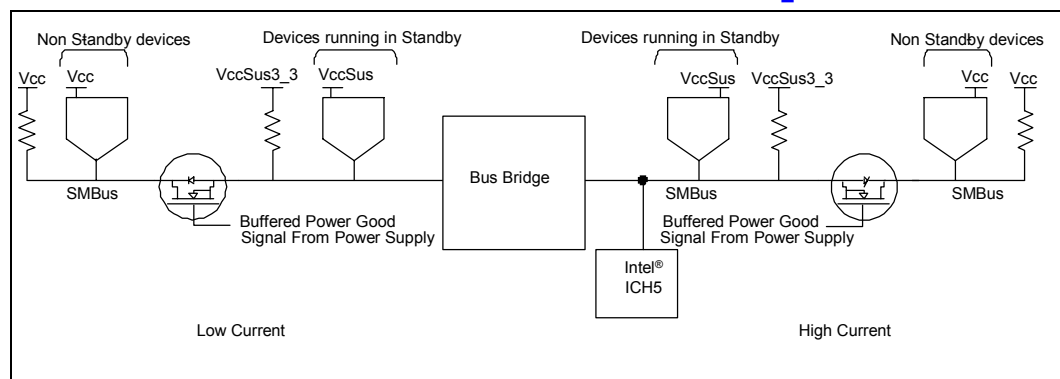 Non Standby devices
Devices running in Standby
Devices running in Standby
Non Standby devices
Vcc
Vcc
VccSus3_3
VccSus
VccSus
VccSus3_3
Vcc
Vcc
Bus Bridge
SMBus
SMBus
SMBus
Buffered Power Good
Signal From Power Supply
Buffered Power Good
Signal From Power Supply
Intel®
ICH5
Low Current
High Current